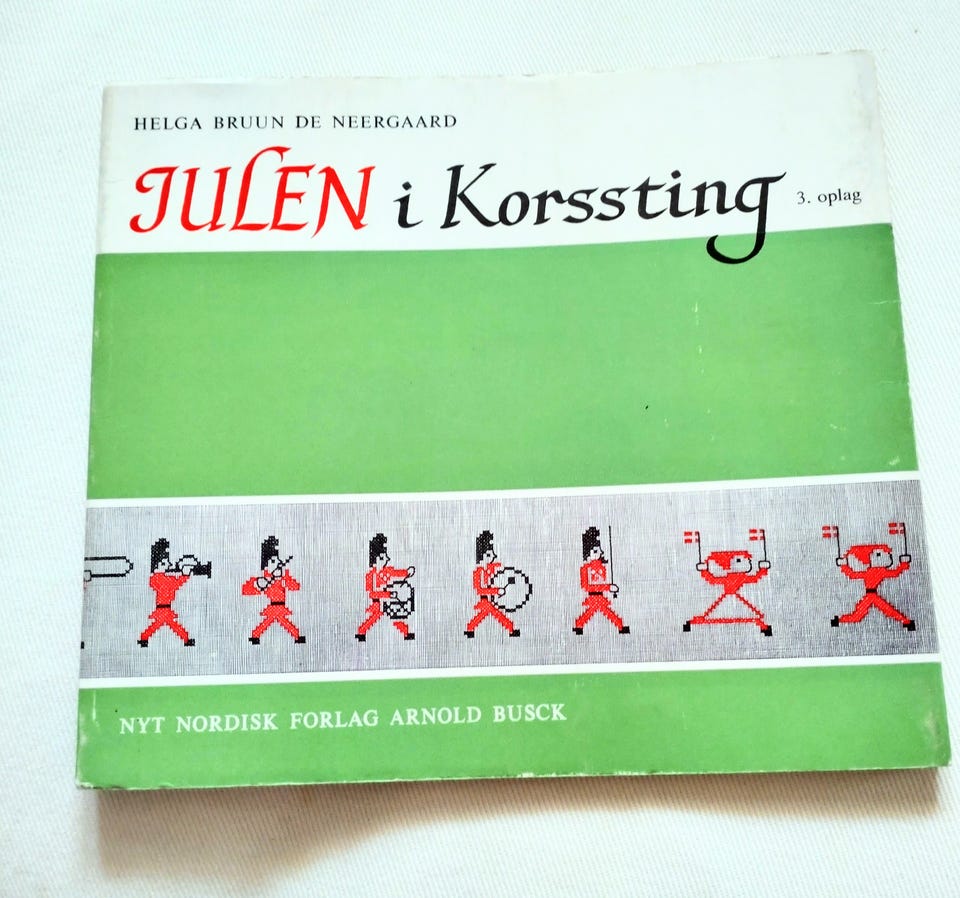 HELGA BRUUN DE NEERGAARD
JULEN i Korssting 3. oplag
NYT NORDISK FORLAG ARNOLD BUSCK